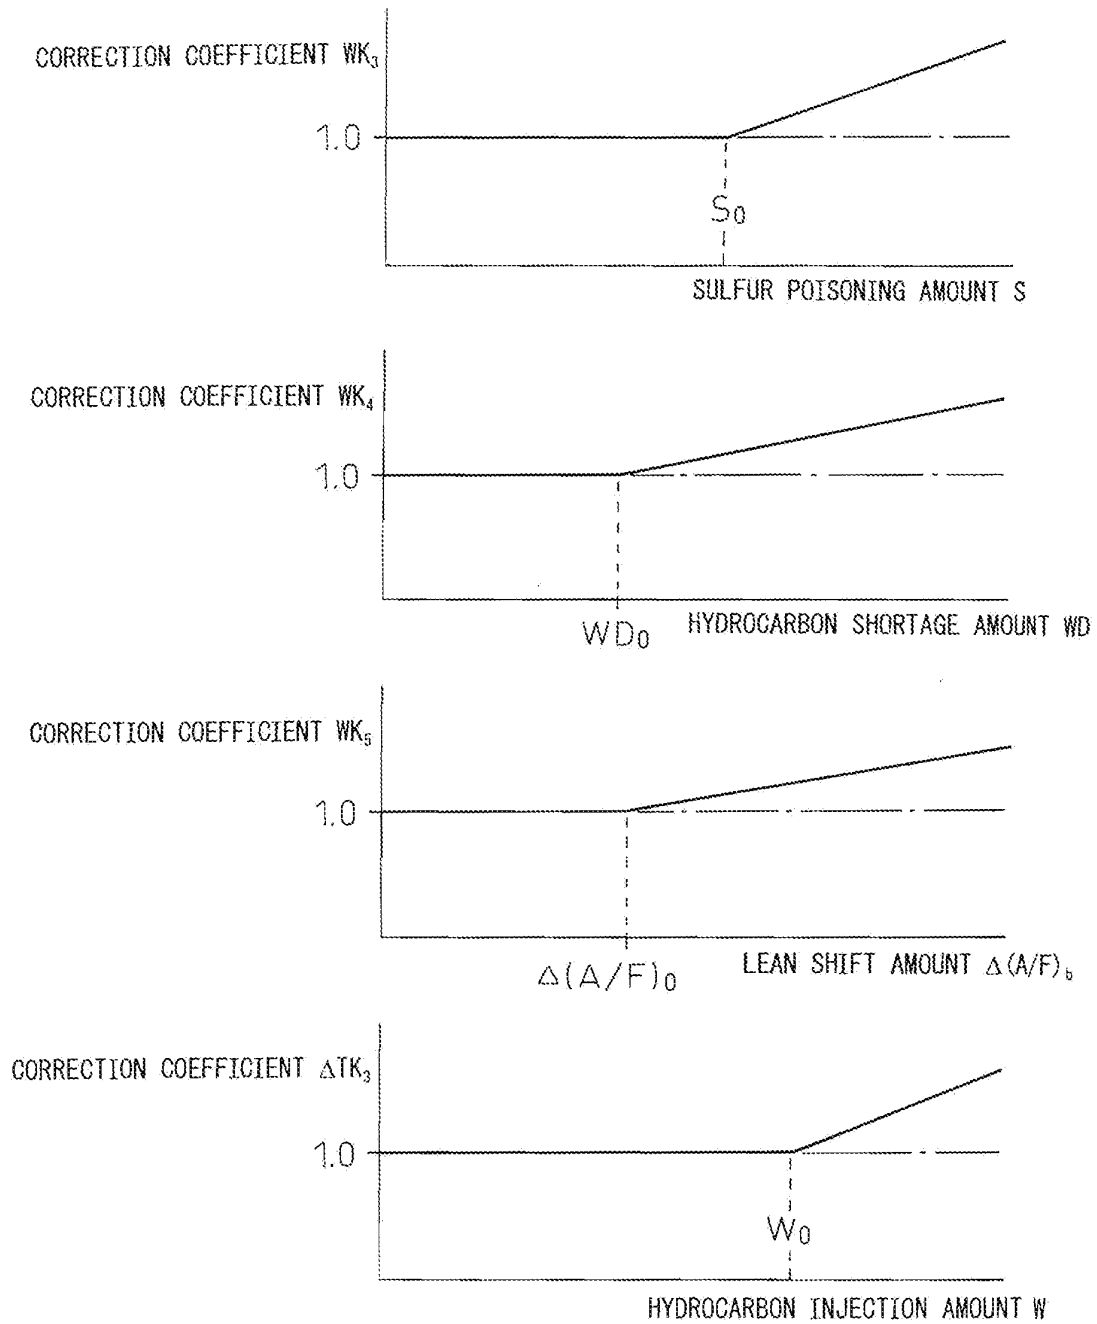 CORRECTION COEFFICIENT WK₃
1.0
S₀
SULFUR POISONING AMOUNT S
CORRECTION COEFFICIENT WK₄
1.0
WD₀
HYDROCARBON SHORTAGE AMOUNT WD
CORRECTION COEFFICIENT WK₅
1.0
Δ(A/F)₀
LEAN SHIFT AMOUNT Δ(A/F)b
CORRECTION COEFFICIENT ΔTK₃
1.0
W₀
HYDROCARBON INJECTION AMOUNT W